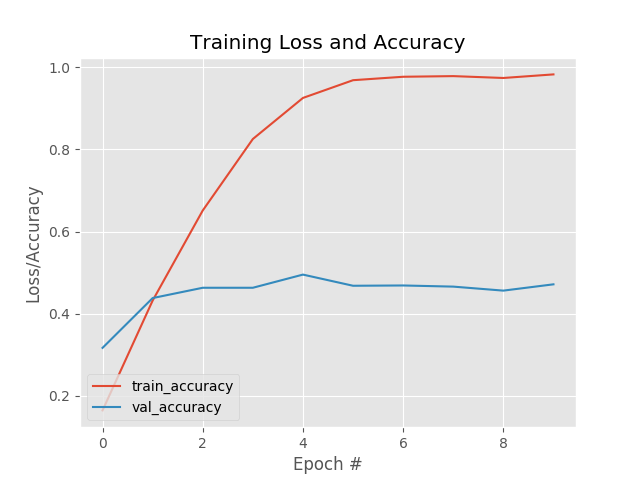 Training Loss and Accuracy
Loss/Accuracy
1.0
0.8
0.6
0.4
0.2
train_accuracy
val_accuracy
0 2 4 6 8
Epoch #